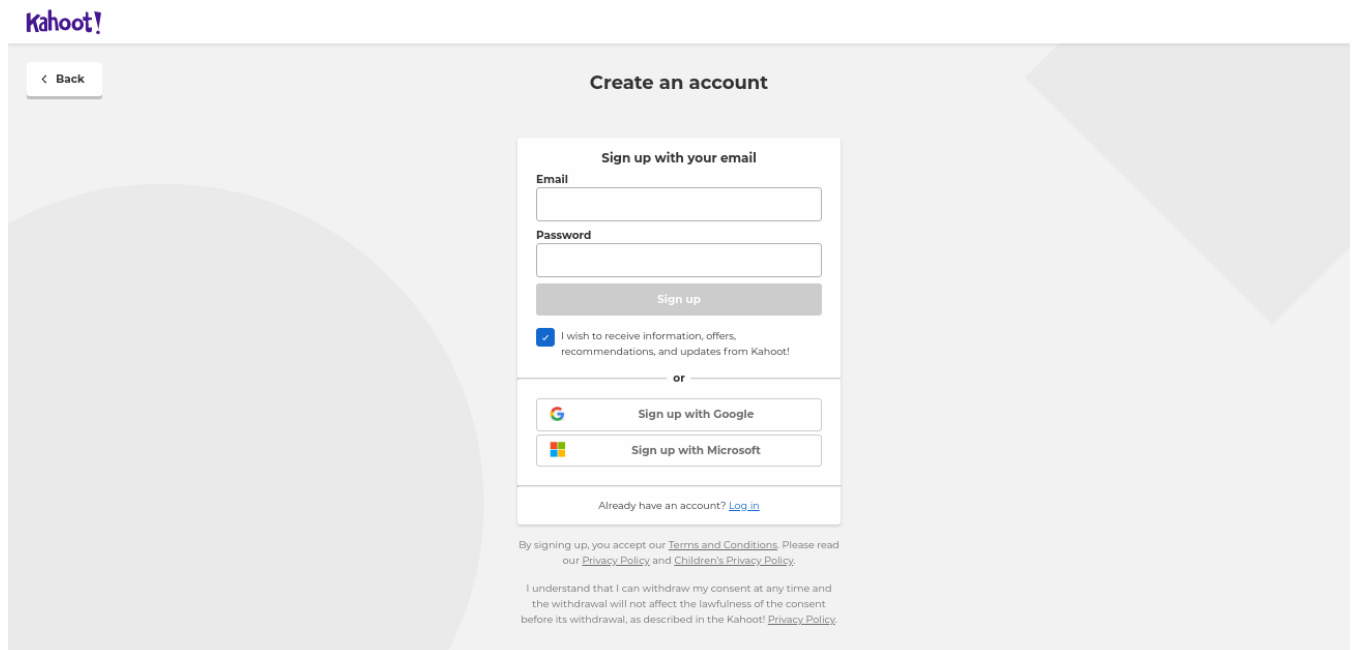 Kahoot!
Back
Create an account
Sign up with your email
Email
Password
Sign up
I wish to receive information, offers,
recommendations, and updates from Kahoot!
or
Sign up with Google
Sign up with Microsoft
Already have an account? Log in
By signing up, you accept our Terms and Conditions. Please read
our Privacy Policy and Children's Privacy Policy.
I understand that I can withdraw my consent at any time and
the withdrawal will not affect the lawfulness of the consent
before its withdrawal, as described in the Kahoot! Privacy Policy.